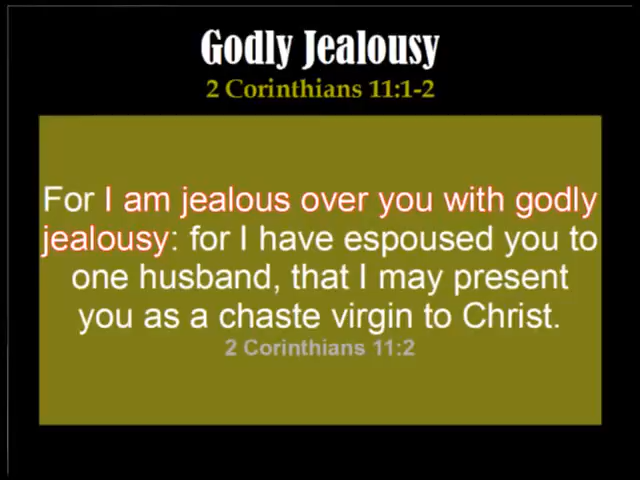 Godly Jealousy
2 Corinthians 11:1-2
For I am jealous over you with godly
jealousy: for I have espoused you to
one husband, that I may present
you as a chaste virgin to Christ.
2 Corinthians 11:2